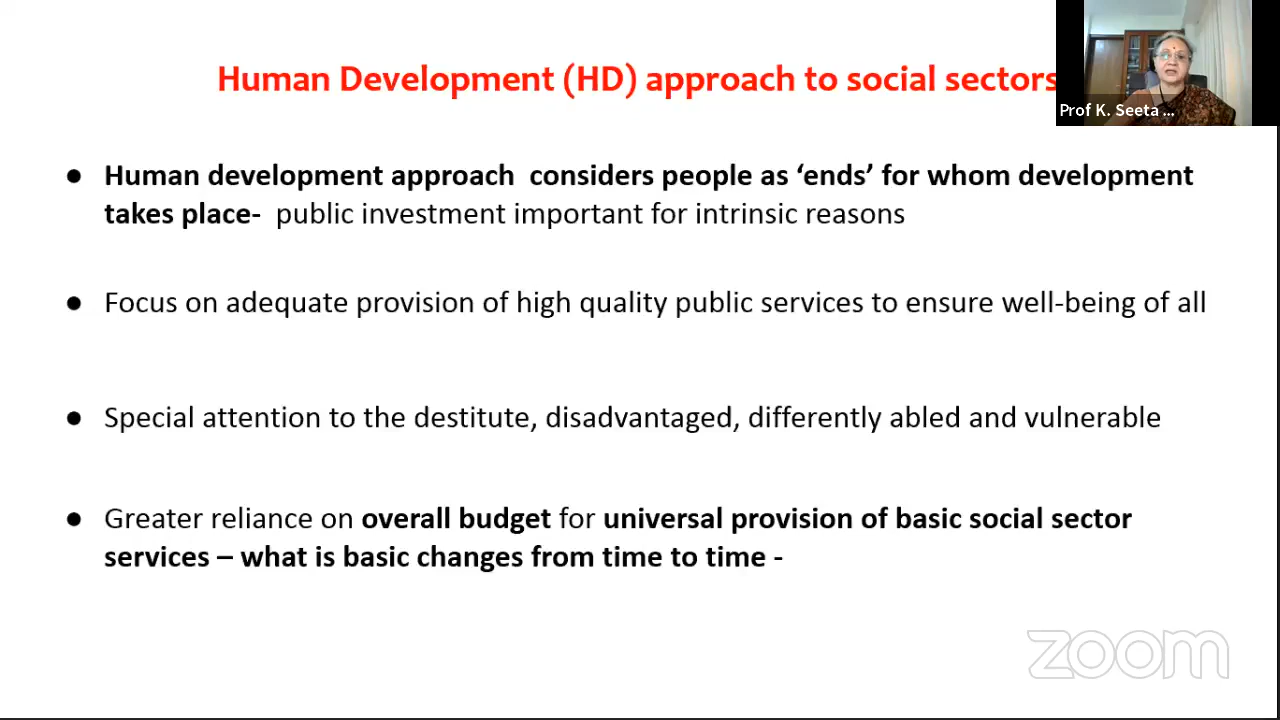 Human Development (HD) approach to social sectors
Prof K. Seeta ...
● Human development approach considers people as ‘ends’ for whom development
takes place- public investment important for intrinsic reasons
● Focus on adequate provision of high quality public services to ensure well-being of all
● Special attention to the destitute, disadvantaged, differently abled and vulnerable
● Greater reliance on overall budget for universal provision of basic social sector
services – what is basic changes from time to time -
zoom